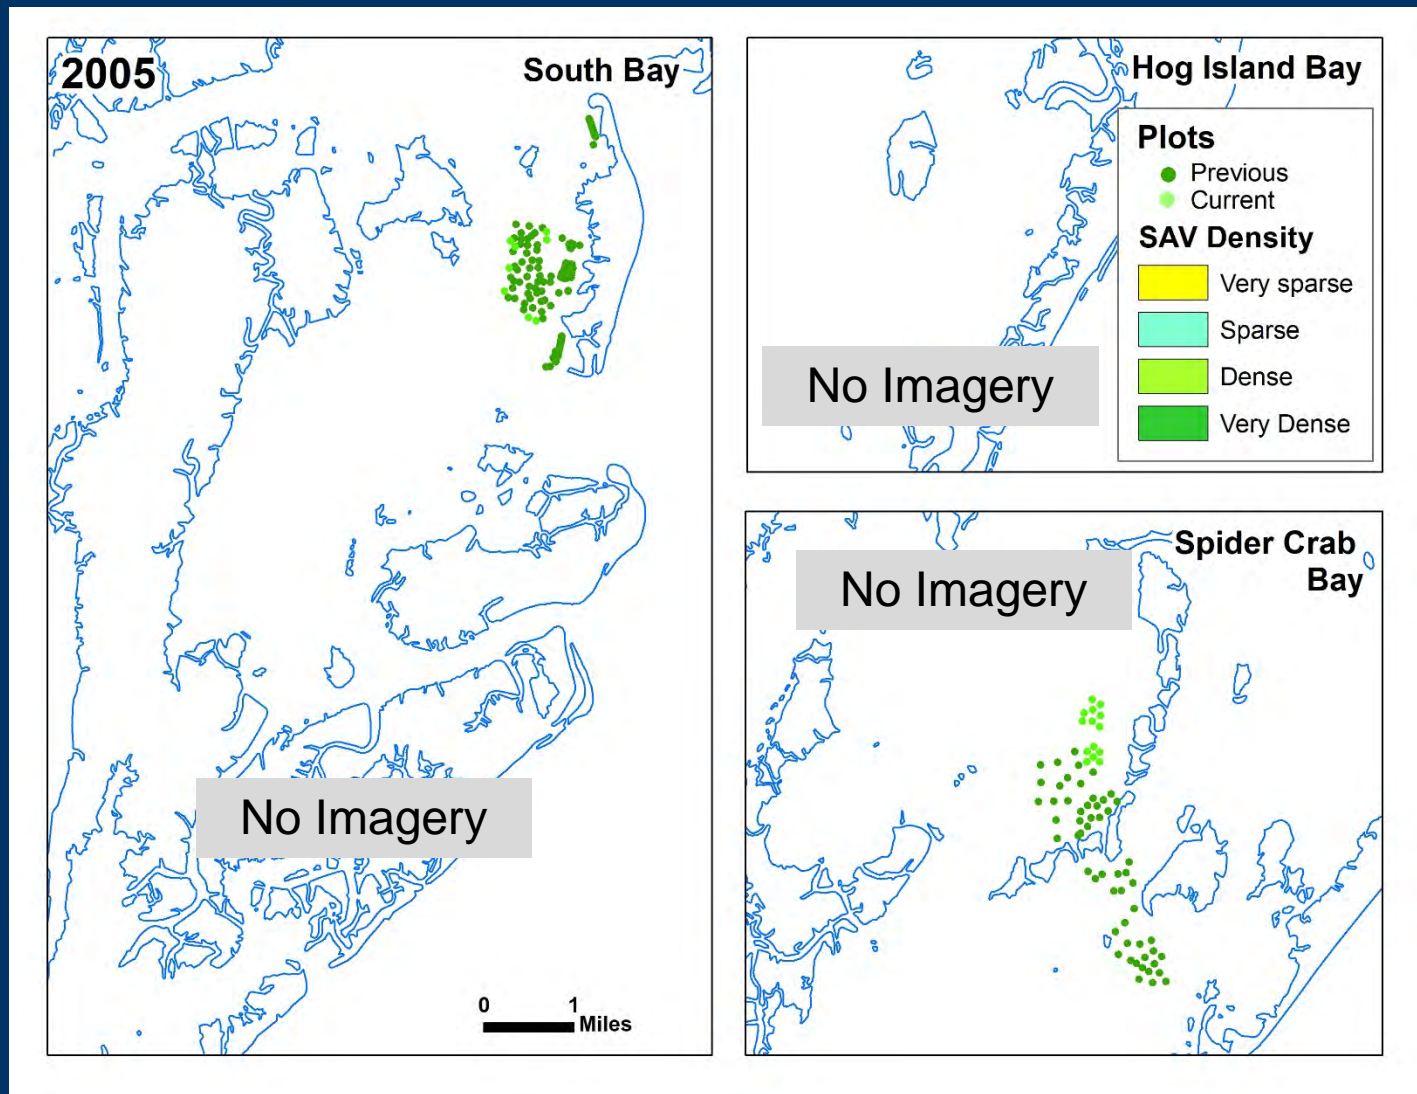 2005
South Bay
No Imagery
0 1
Miles
Hog Island Bay
Plots
Previous
Current
SAV Density
Very sparse
Sparse
Dense
Very Dense
No Imagery
Spider Crab
Bay
No Imagery